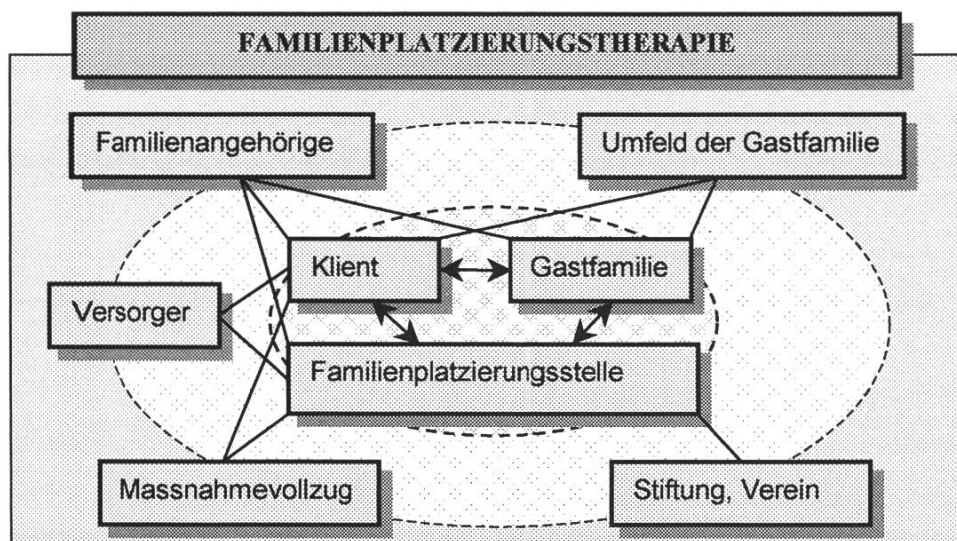 FAMILIENPLATZIERUNGSTHERAPIE
Familienangehörige
Umfeld der Gastfamilie
Klient
Gastfamilie
Versorger
Familienplatzierungsstelle
Massnahmevollzug
Stiftung, Verein